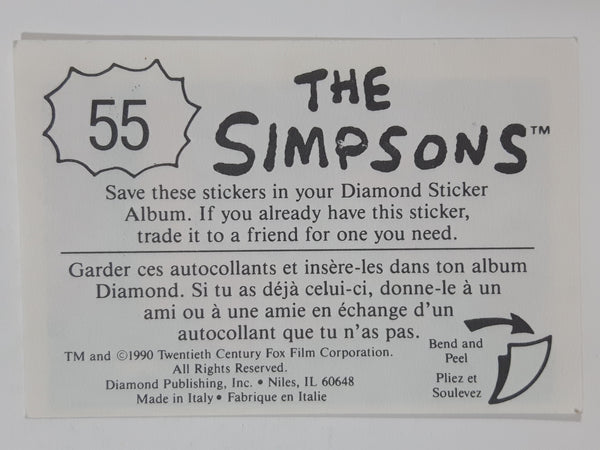 55
THE
SIMPSONS™
Save these stickers in your Diamond Sticker
Album. If you already have this sticker,
trade it to a friend for one you need.
Garder ces autocollants et insère-les dans ton album
Diamond. Si tu as déjà celui-ci, donne-le à un
ami ou à une amie en échange d'un
autocollant que tu n'as pas.
TM and ©1990 Twentieth Century Fox Film Corporation.
All Rights Reserved.
Diamond Publishing, Inc. • Niles, IL 60648
Made in Italy • Fabrique en Italie
Bend and
Peel
Pliez et
Soulevez